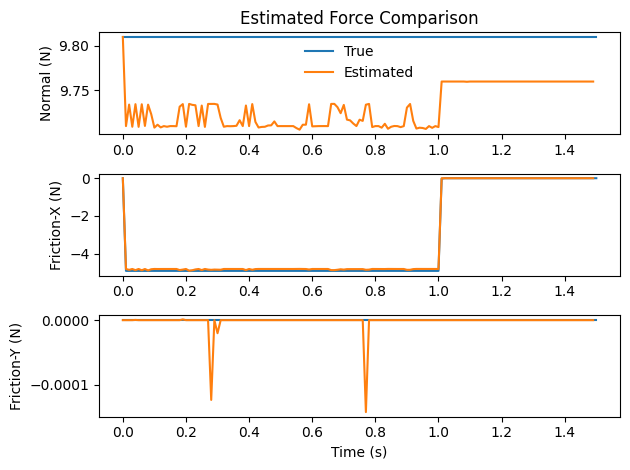 Estimated Force Comparison
Normal (N)
9.80
9.75
True
Estimated
0.0 0.2 0.4 0.6 0.8 1.0 1.2 1.4
Friction-X (N)
0
−2
−4
0.0 0.2 0.4 0.6 0.8 1.0 1.2 1.4
Friction-Y (N)
0.0000
−0.0001
0.0 0.2 0.4 0.6 0.8 1.0 1.2 1.4
Time (s)